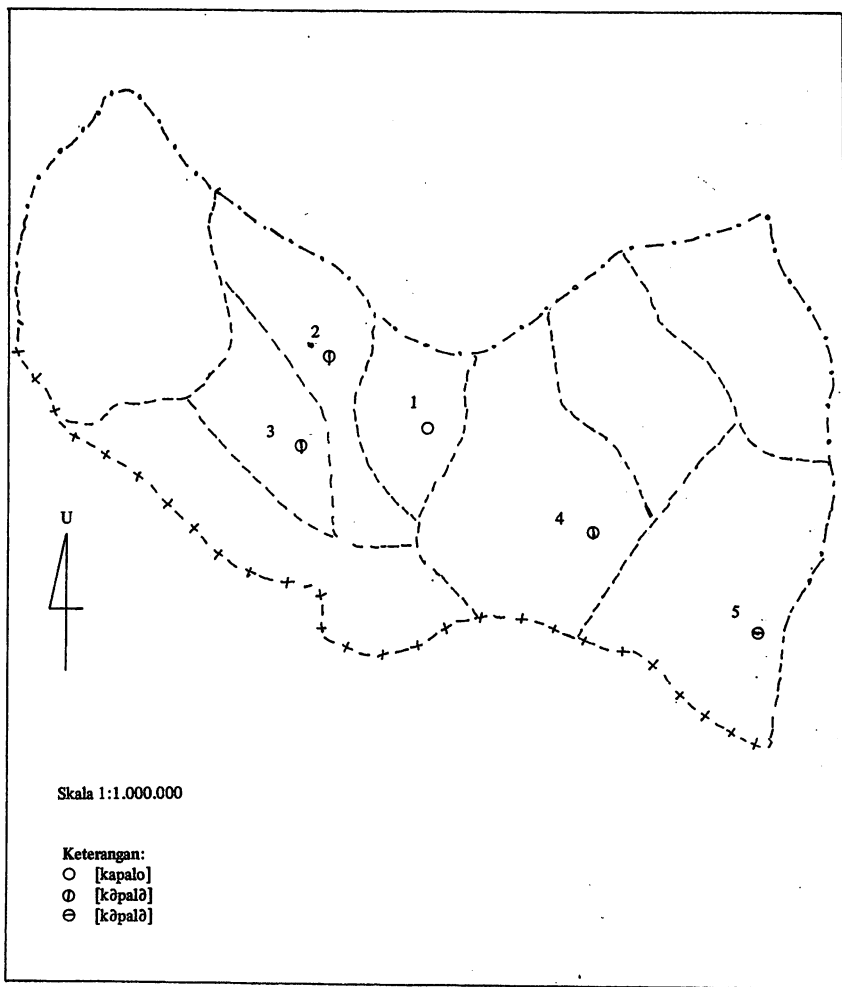 2
1
3
U
4
5
Skala 1:1.000.000
Keterangan:
[kapalo]
[kəpalə]
[kəpalə]